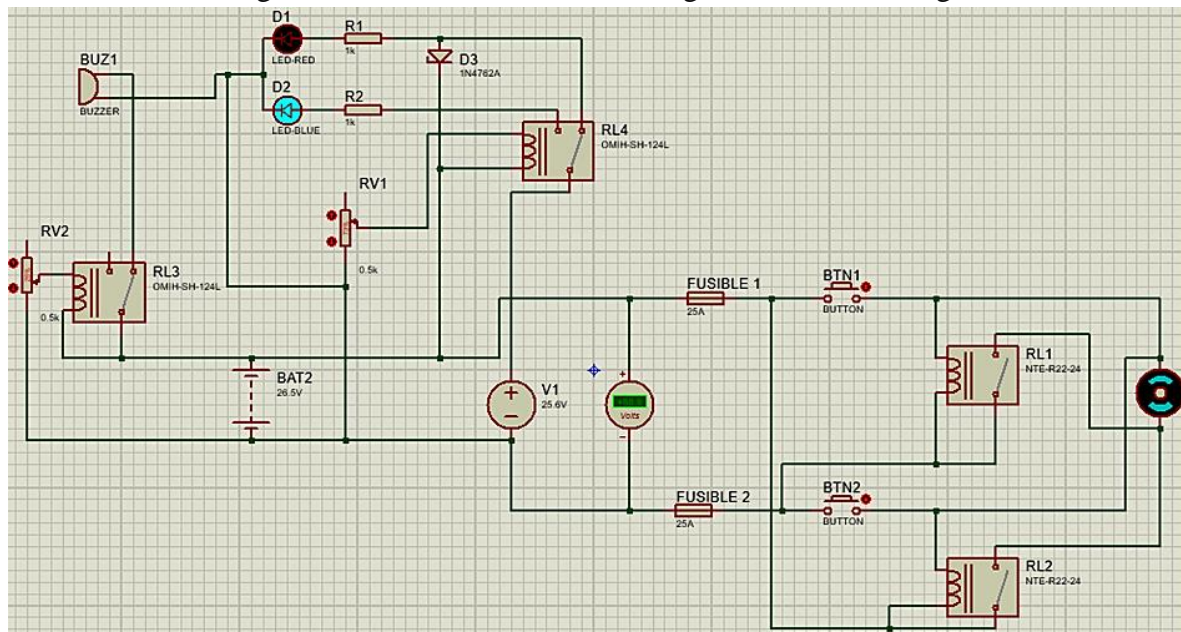 D1
R1
LED-RED
1k
D3
1N4762A
BUZ1
BUZZER
D2
R2
LED-BLUE
1k
RL4
OMIH-SH-124L
RV1
0.5k
RV2
0.5k
RL3
OMIH-SH-124L
BAT2
26.5V
V1
25.6V
+
Volts
FUSIBLE 1
25A
BTN1
BUTTON
RL1
NTE-R22-24
FUSIBLE 2
25A
BTN2
BUTTON
RL2
NTE-R22-24